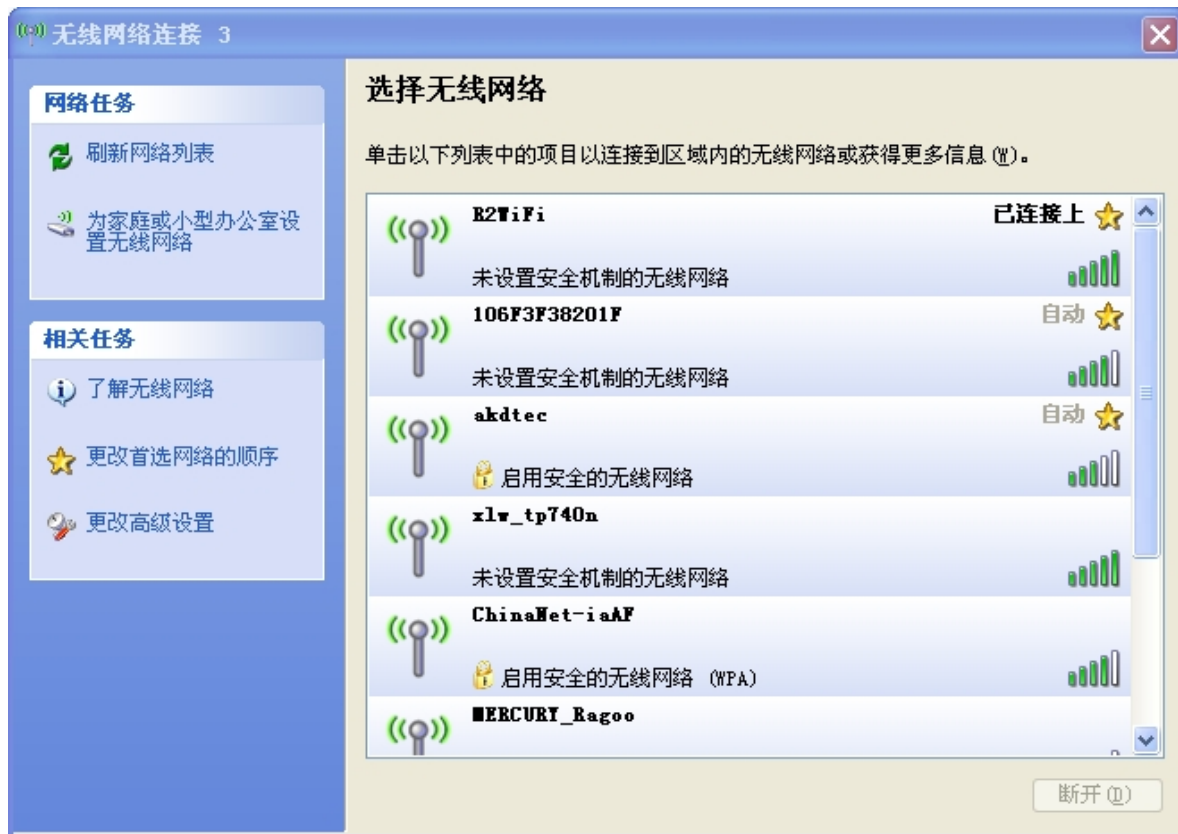 无线网络连接 3
网络任务
刷新网络列表
为家庭或小型办公室设
置无线网络
相关任务
了解无线网络
更改首选网络的顺序
更改高级设置
选择无线网络
单击以下列表中的项目以连接到区域内的无线网络或获得更多信息(W)。
R2WiFi 已连接上
未设置安全机制的无线网络
106F3F38201F 自动
未设置安全机制的无线网络
akdtec 自动
启用安全的无线网络
xlw_tp740n
未设置安全机制的无线网络
ChinaNet-iaAF
启用安全的无线网络 (WPA)
MERCURY_Ragoo
断开(D)